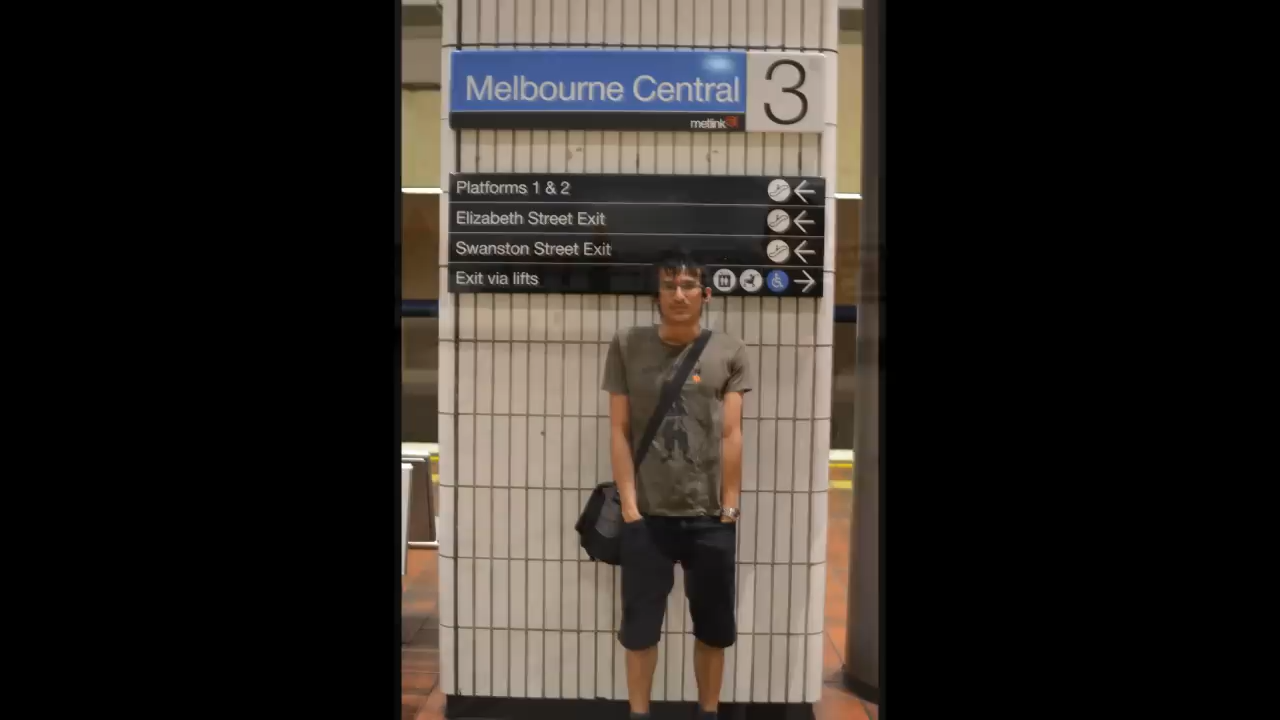 Melbourne Central 3
metlink
Platforms 1 & 2
Elizabeth Street Exit
Swanston Street Exit
Exit via lifts